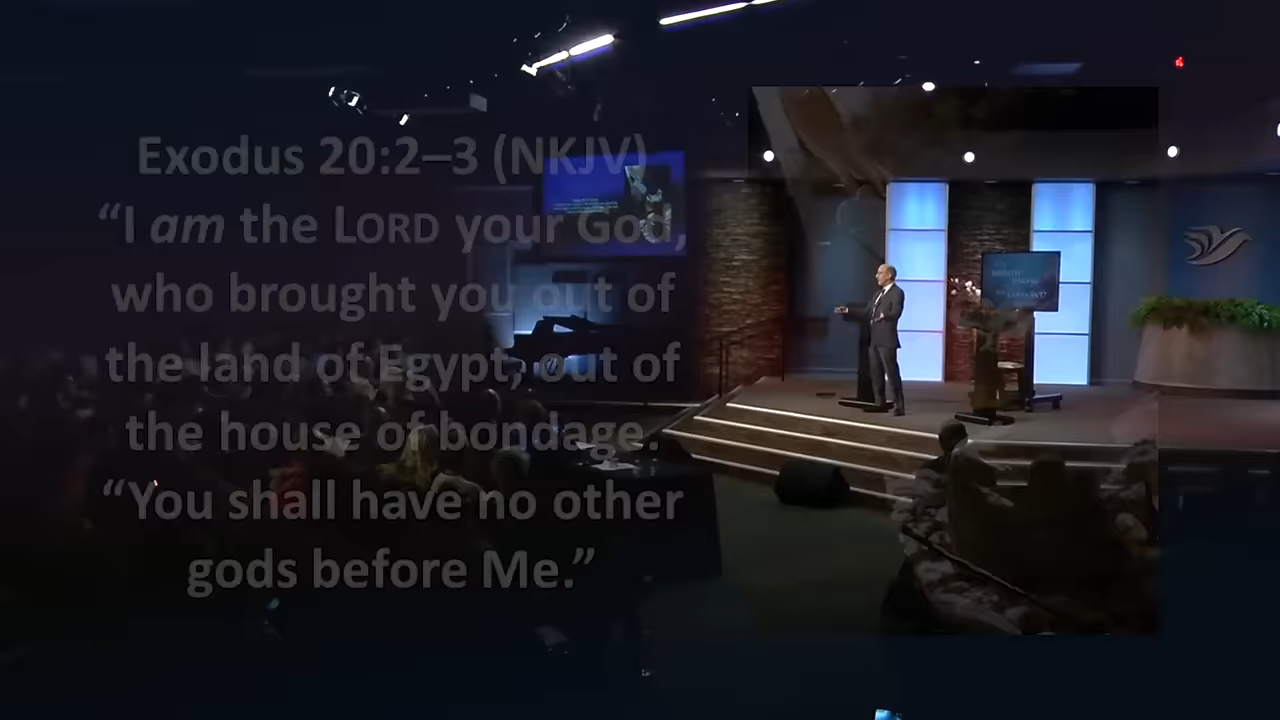 Exodus 20:2–3 (NKJV)
“I am the LORD your God,
who brought you out of
the land of Egypt, out of
the house of bondage.
“You shall have no other
gods before Me.”